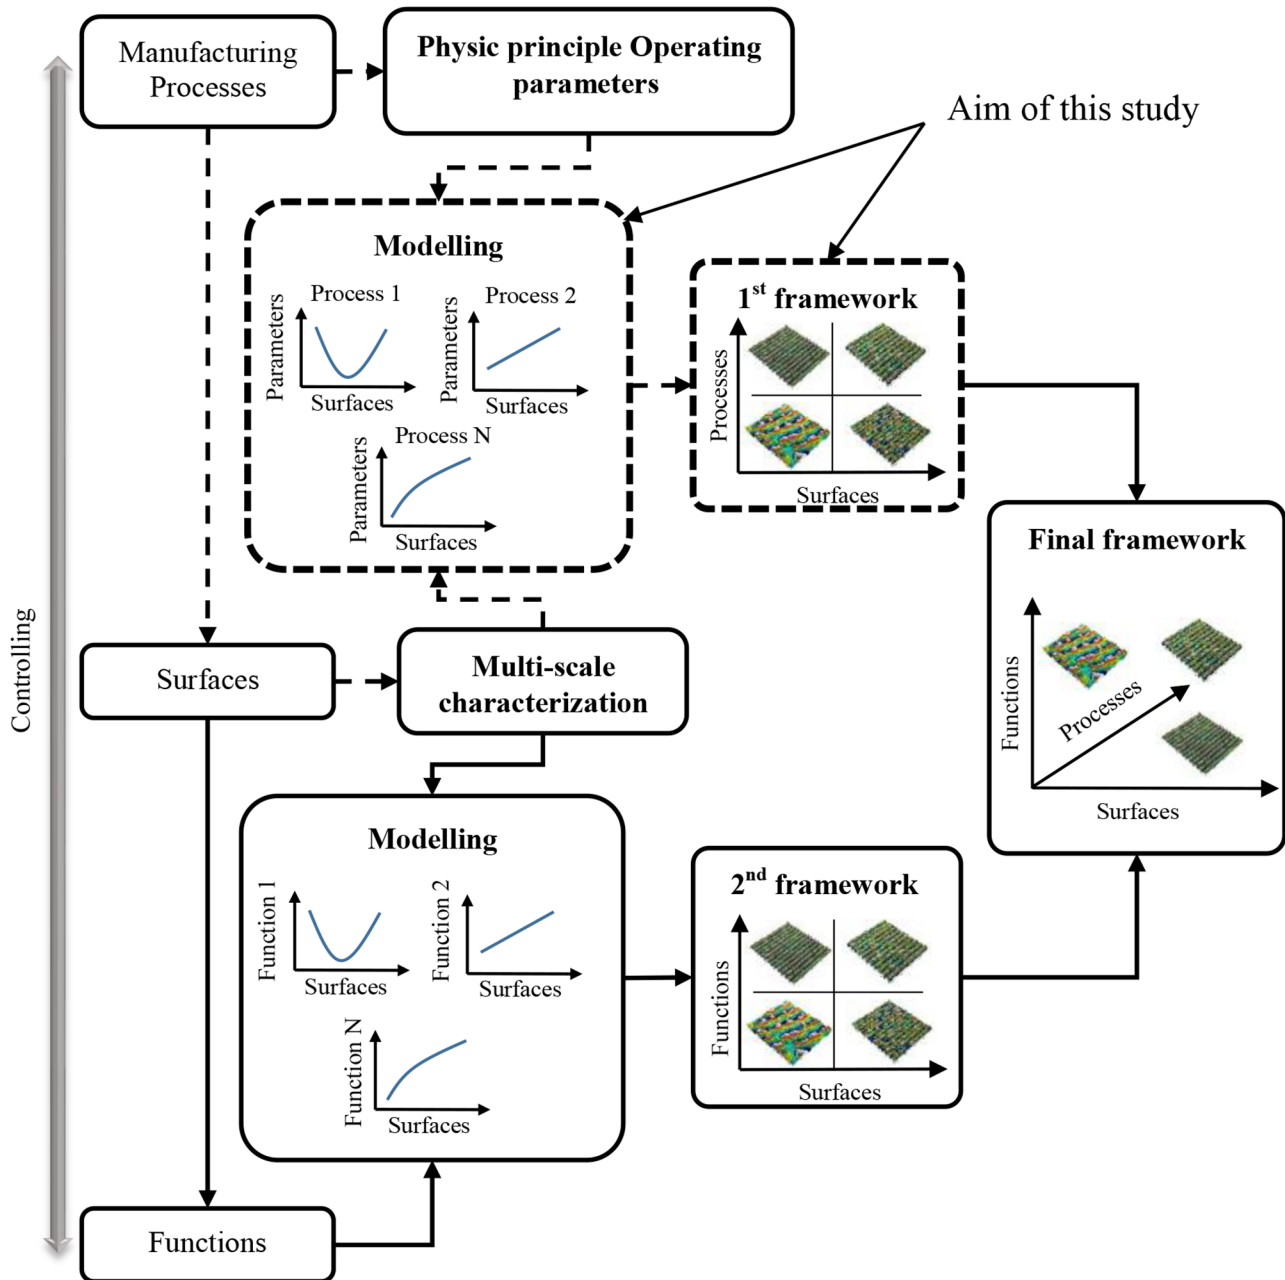 Manufacturing
Processes
Physic principle Operating
parameters
Aim of this study
Modelling
Process 1
Parameters
Surfaces
Process 2
Parameters
Surfaces
Process N
Parameters
Surfaces
1st framework
Processes
Surfaces
Final framework
Functions
Processes
Surfaces
Controlling
Surfaces
Multi-scale
characterization
Modelling
Function 1
Surfaces
Function 2
Surfaces
Function N
Surfaces
2nd framework
Functions
Surfaces
Functions